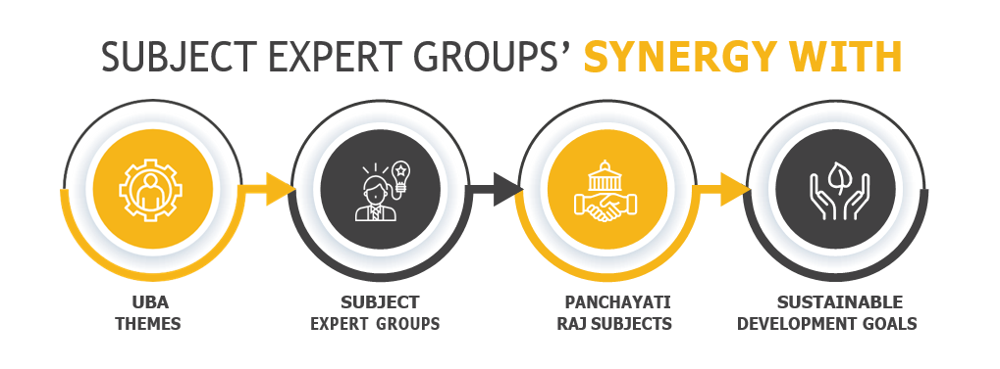 SUBJECT EXPERT GROUPS’ SYNERGY WITH
UBA
THEMES
SUBJECT
EXPERT GROUPS
PANCHAYATI
RAJ SUBJECTS
SUSTAINABLE
DEVELOPMENT GOALS